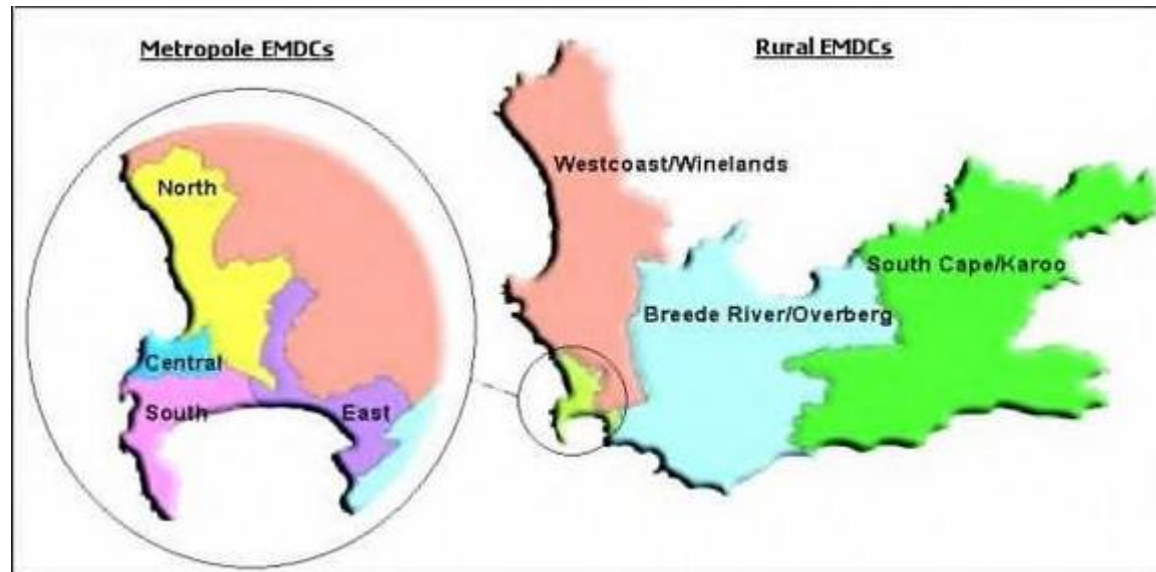 Metropole EMDCs
Rural EMDCs
Westcoast/Winelands
North
South Cape/Karoo
Breede River/Overberg
Central
South
East